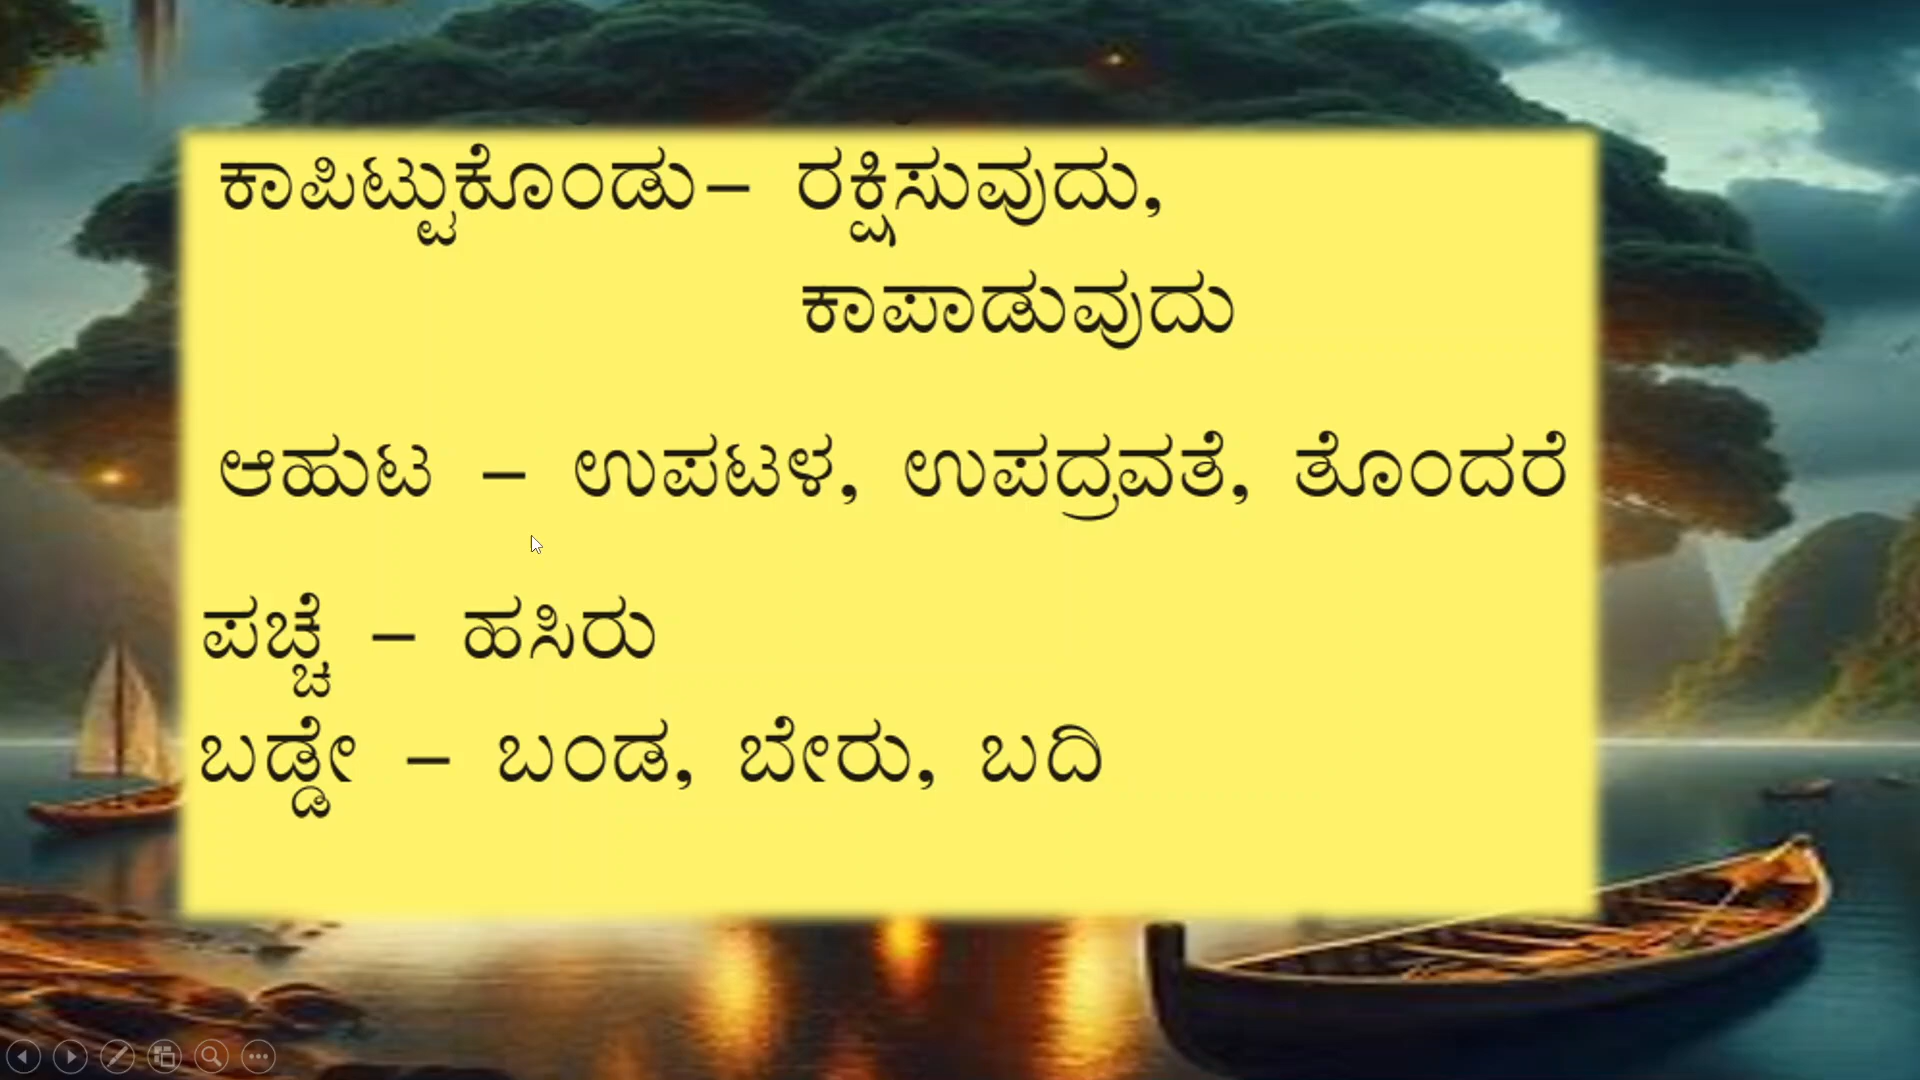 ಕಾಪಿಟ್ಟುಕೊಂಡು– ರಕ್ಷಿಸುವುದು,
ಕಾಪಾಡುವುದು
ಆಹುಟ – ಉಪಟಳ, ಉಪದ್ರವತೆ, ತೊಂದರೆ
ಪಚ್ಚೆ – ಹಸಿರು
ಬಡ್ಡೇ – ಬಂಡ, ಬೇರು, ಬದಿ